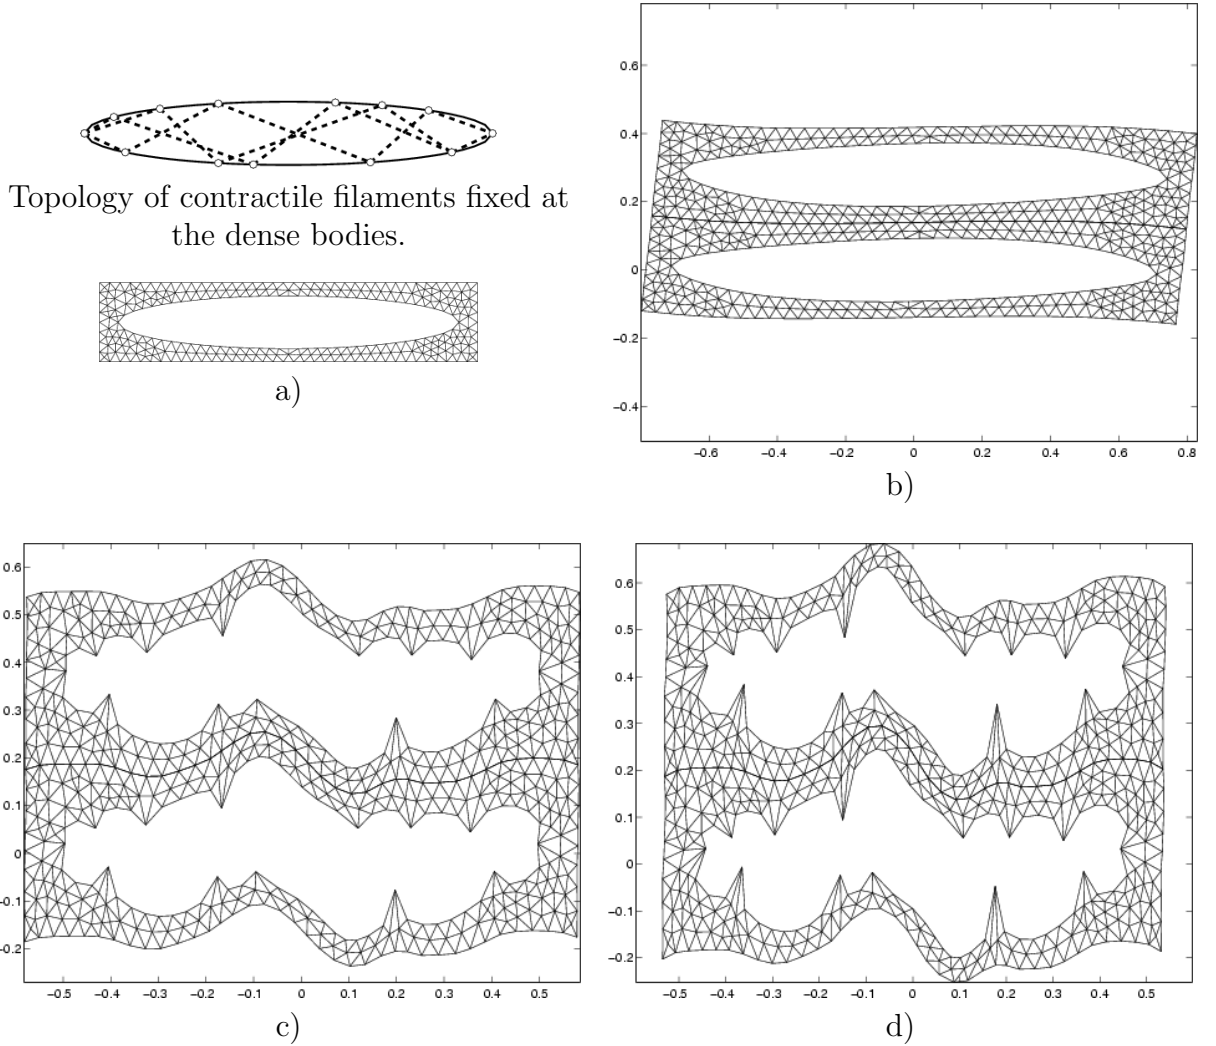 Topology of contractile filaments fixed at
the dense bodies.
a)
0.6
0.4
0.2
0
−0.2
−0.4
−0.6 −0.4 −0.2 0 0.2 0.4 0.6 0.8
b)
0.6
0.5
0.4
0.3
0.2
0.1
0
-0.1
-0.2
−0.5 −0.4 −0.3 −0.2 −0.1 0 0.1 0.2 0.3 0.4 0.5
c)
0.6
0.5
0.4
0.3
0.2
0.1
0
−0.1
−0.2
−0.5 −0.4 −0.3 −0.2 −0.1 0 0.1 0.2 0.3 0.4 0.5
d)